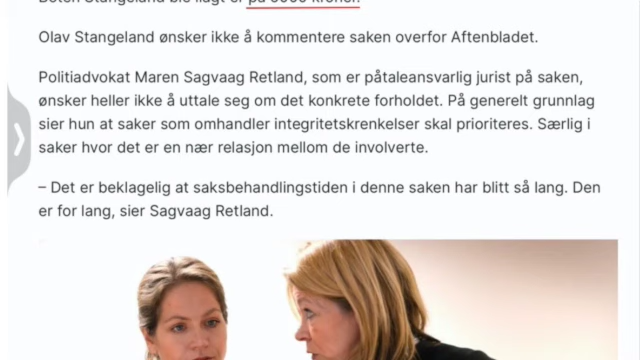 Olav Stangeland ønsker ikke å kommentere saken overfor Aftenbladet.
Politiadvokat Maren Sagvaag Retland, som er påtaleansvarlig jurist på saken,
ønsker heller ikke å uttale seg om det konkrete forholdet. På generelt grunnlag
sier hun at saker som omhandler integritetskrenkelser skal prioriteres. Særlig i
saker hvor det er en nær relasjon mellom de involverte.
– Det er beklagelig at saksbehandlingstiden i denne saken har blitt så lang. Den
er for lang, sier Sagvaag Retland.